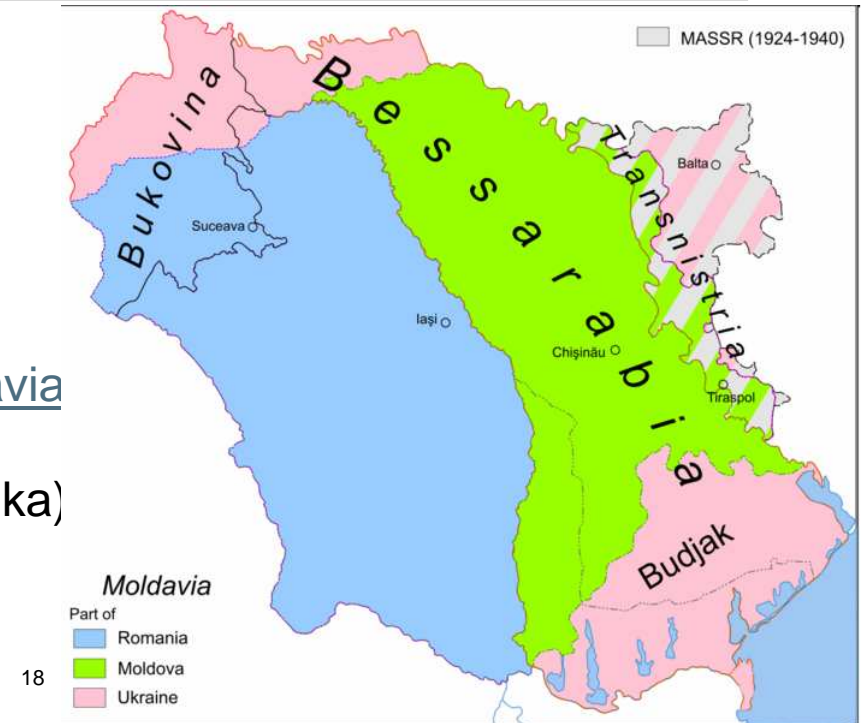 MASSR (1924-1940)
Bessarabia
Bukovina
Transnistria
Balta
Suceava
Iași
Chișinău
Tiraspol
avia
ka)
Budjak
Moldavia
Part of
Romania
Moldova
Ukraine
18